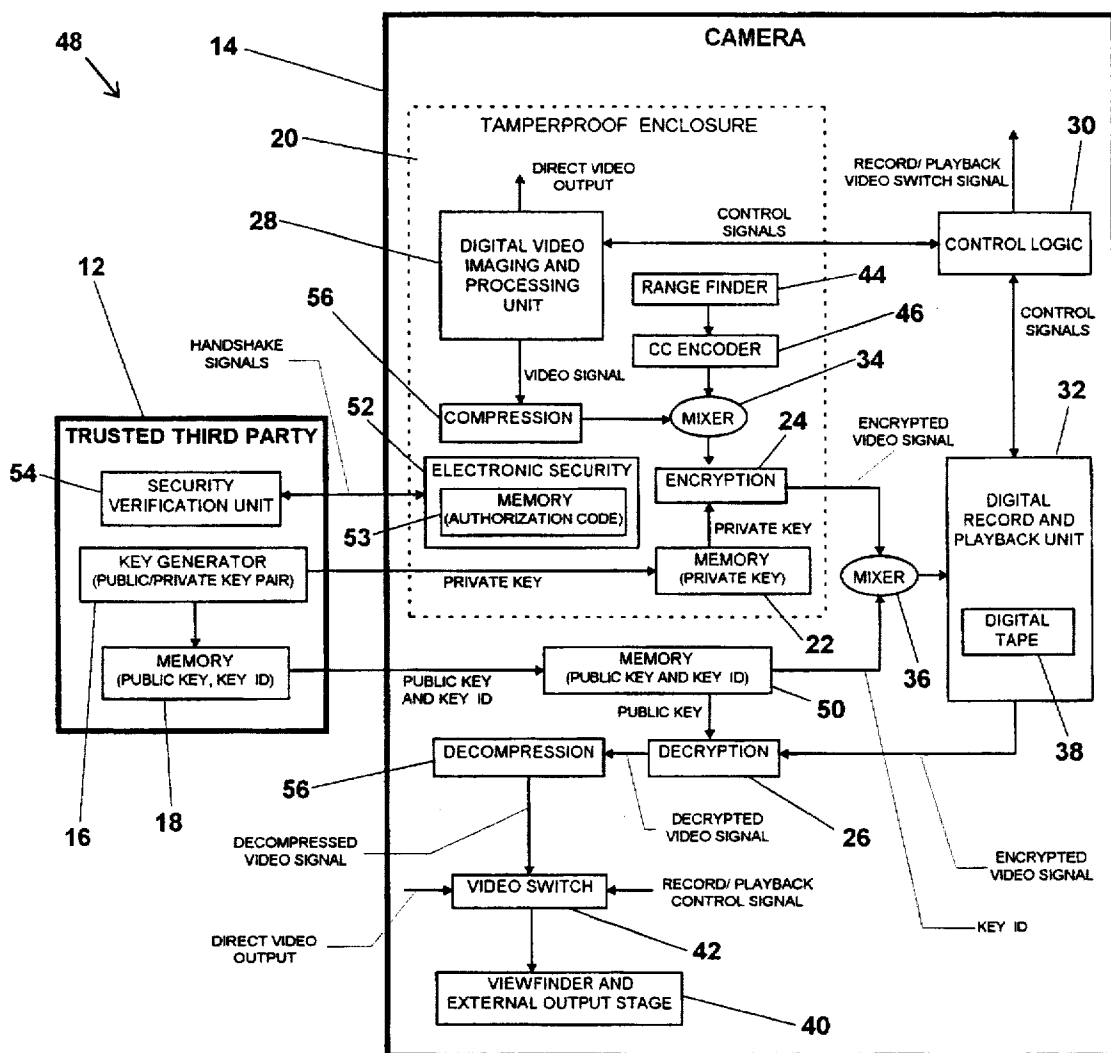 48
14
CAMERA
20
TAMPERPROOF ENCLOSURE
30
DIRECT VIDEO
OUTPUT
RECORD/ PLAYBACK
VIDEO SWITCH SIGNAL
28
DIGITAL VIDEO
IMAGING AND
PROCESSING
UNIT
CONTROL
SIGNALS
CONTROL LOGIC
12
RANGE FINDER
44
56
46
CC ENCODER
CONTROL
SIGNALS
HANDSHAKE
SIGNALS
VIDEO SIGNAL
34
52
COMPRESSION
MIXER
24
ENCRYPTED
VIDEO SIGNAL
32
TRUSTED THIRD PARTY
54
SECURITY
VERIFICATION UNIT
ELECTRONIC SECURITY
MEMORY
(AUTHORIZATION CODE)
53
ENCRYPTION
DIGITAL
RECORD AND
PLAYBACK UNIT
PRIVATE KEY
KEY GENERATOR
(PUBLIC/PRIVATE KEY PAIR)
PRIVATE KEY
MEMORY
(PRIVATE KEY)
MIXER
DIGITAL
TAPE
22
36
MEMORY
(PUBLIC KEY, KEY ID)
PUBLIC KEY
AND KEY ID
MEMORY
(PUBLIC KEY AND KEY ID)
50
38
PUBLIC KEY
16
18
56
DECOMPRESSION
DECRYPTION
26
DECOMPRESSED
VIDEO SIGNAL
DECRYPTED
VIDEO SIGNAL
ENCRYPTED
VIDEO SIGNAL
VIDEO SWITCH
RECORD/ PLAYBACK
CONTROL SIGNAL
KEY ID
DIRECT VIDEO
OUTPUT
42
VIEWFINDER AND
EXTERNAL OUTPUT STAGE
40